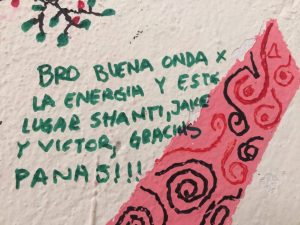 BRO BUENA ONDA X
LA ENERGIA Y ESTE
LUGAR SHANTI, JAKE
Y VICTOR, GRACIAS
PANAS!!!